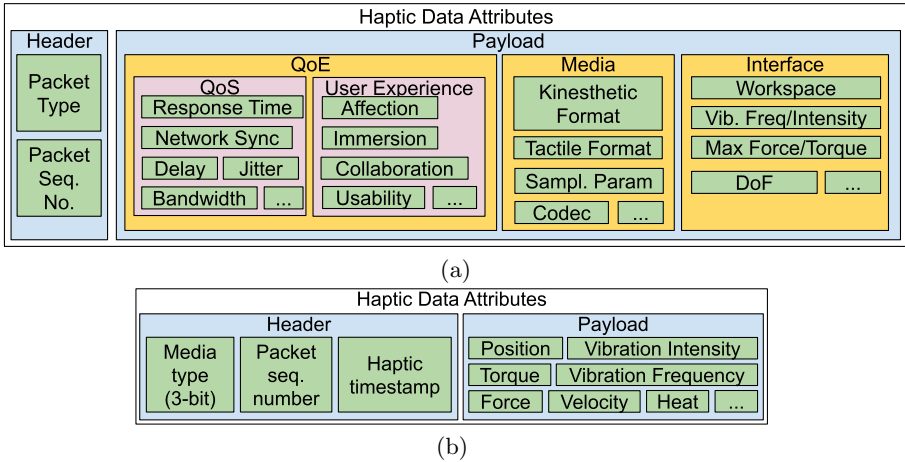 Haptic Data Attributes
Header
Packet
Type
Packet
Seq.
No.
Payload
QoE
QoS
Response Time
Network Sync
Delay
Jitter
Bandwidth
...
User Experience
Affection
Immersion
Collaboration
Usability
...
Media
Kinesthetic
Format
Tactile Format
Sampl. Param
Codec
...
Interface
Workspace
Vib. Freq/Intensity
Max Force/Torque
DoF
...
(a)
Haptic Data Attributes
Header
Media
type
(3-bit)
Packet
seq.
number
Haptic
timestamp
Payload
Position
Vibration Intensity
Torque
Vibration Frequency
Force
Velocity
Heat
...
(b)